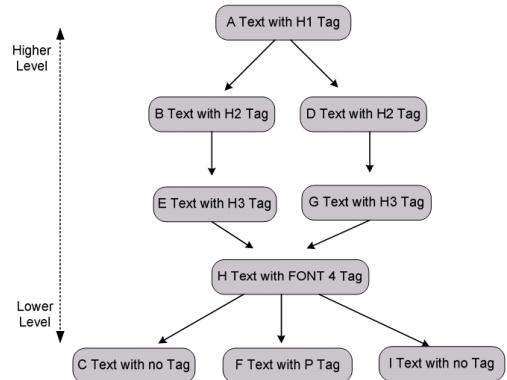 A Text with H1 Tag
Higher
Level
B Text with H2 Tag
D Text with H2 Tag
E Text with H3 Tag
G Text with H3 Tag
H Text with FONT 4 Tag
Lower
Level
C Text with no Tag
F Text with P Tag
I Text with no Tag